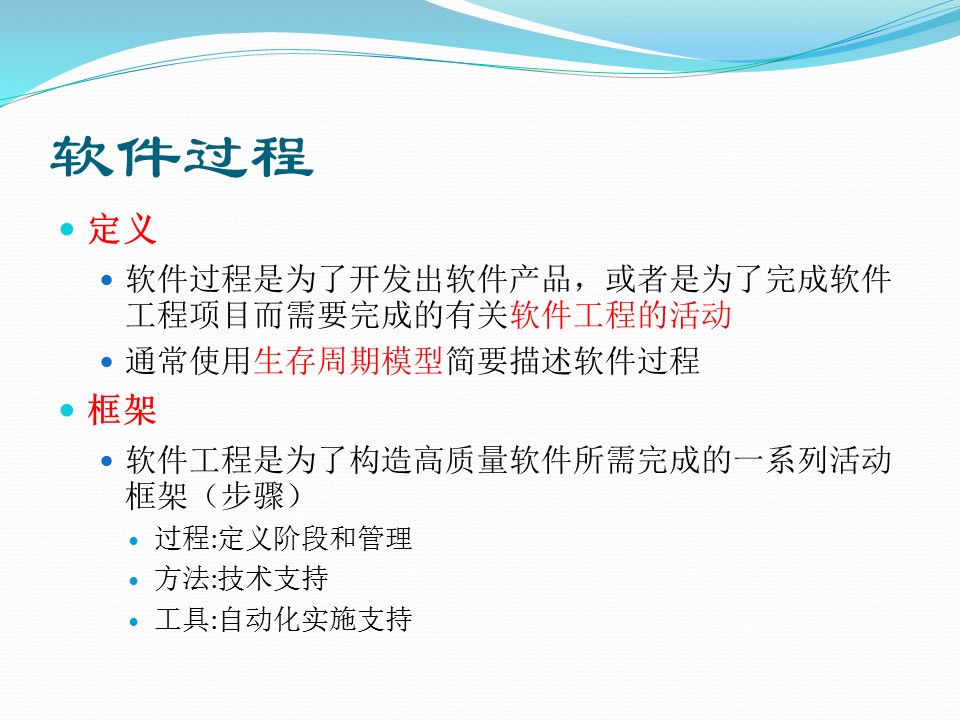 软件过程
定义
软件过程是为了开发出软件产品，或者是为了完成软件
工程项目而需要完成的有关软件工程的活动
通常使用生存周期模型简要描述软件过程
框架
软件工程是为了构造高质量软件所需完成的一系列活动
框架（步骤）
过程:定义阶段和管理
方法:技术支持
工具:自动化实施支持